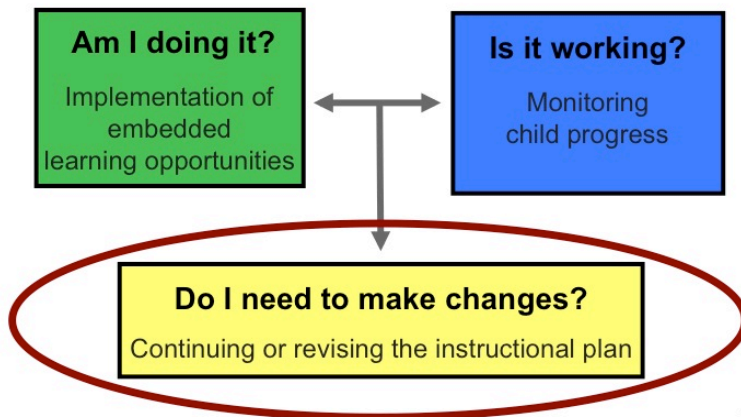 Am I doing it?
Implementation of
embedded
learning opportunities
Is it working?
Monitoring
child progress
Do I need to make changes?
Continuing or revising the instructional plan